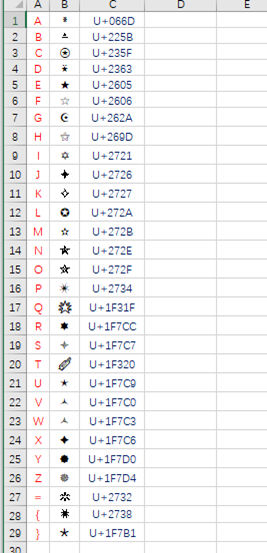 A B C D E
1 A ٭ U+066D
2 B ≛ U+225B
3 C ⍟ U+235F
4 D ⍣ U+2363
5 E ★ U+2605
6 F ☆ U+2606
7 G ☪ U+262A
8 H ⚝ U+269D
9 I ✡ U+2721
10 J ✦ U+2726
11 K ✧ U+2727
12 L ✪ U+272A
13 M ✫ U+272B
14 N ✮ U+272E
15 O ✯ U+272F
16 P ✴ U+2734
17 Q 🌟 U+1F31F
18 R 🟌 U+1F7CC
19 S 🟇 U+1F7C7
20 T 🌠 U+1F320
21 U 🟉 U+1F7C9
22 V 🟀 U+1F7C0
23 W 🟃 U+1F7C3
24 X 🟆 U+1F7C6
25 Y 🟐 U+1F7D0
26 Z 🟔 U+1F7D4
27 = ✲ U+2732
28 { ✸ U+2738
29 } 🞱 U+1F7B1
30